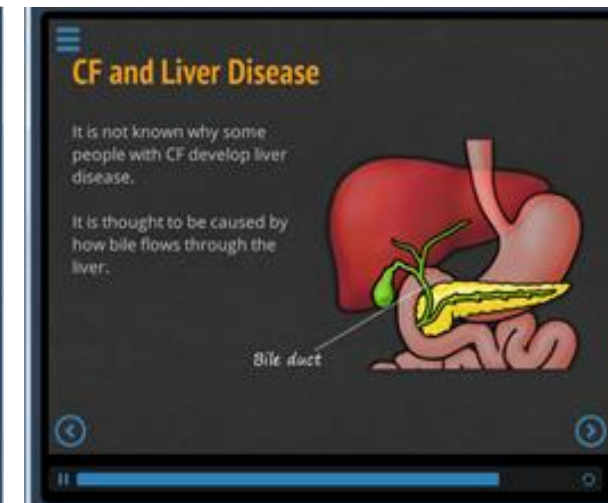 CF and Liver Disease
It is not known why some
people with CF develop liver
disease.
It is thought to be caused by
how bile flows through the
liver.
Bile duct